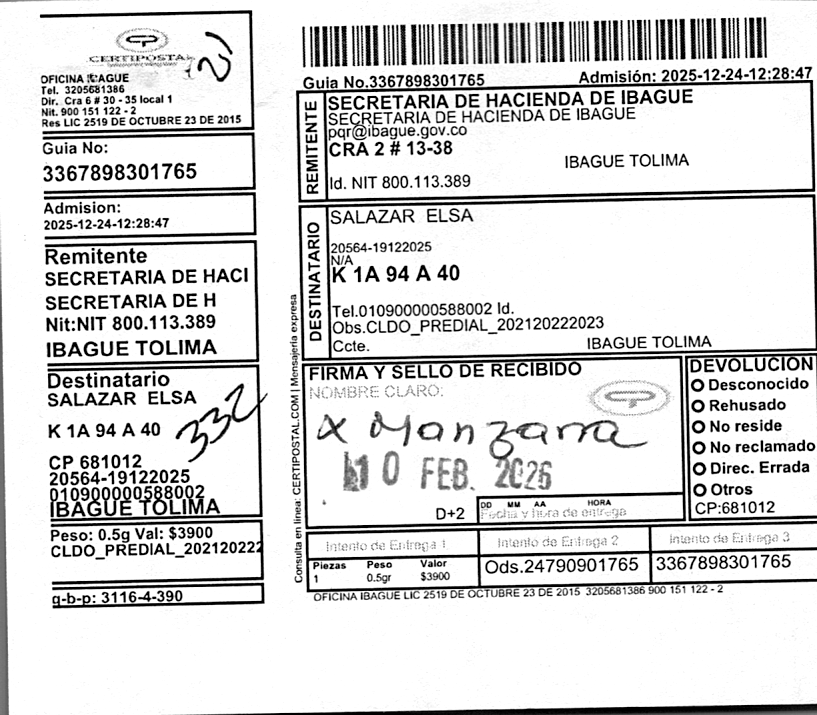 CERTIPOSTAL
OFICINA IBAGUE
Tel. 3205681386
Dir. Cra 6 # 30 - 35 local 1
Nit. 900 151 122 - 2
Res LIC 2519 DE OCTUBRE 23 DE 2015
Guia No:
3367898301765
Admision:
2025-12-24-12:28:47
Remitente
SECRETARIA DE HACI
SECRETARIA DE H
Nit:NIT 800.113.389
IBAGUE TOLIMA
Destinatario
SALAZAR ELSA
332
K 1A 94 A 40
CP 681012
20564-19122025
010900000588002
IBAGUE TOLIMA
Peso: 0.5g Val: $3900
CLDO_PREDIAL_202120222
q-b-p: 3116-4-390
Consulta en línea: CERTIPOSTAL.COM | Mensajería expresa
Guia No.3367898301765 Admisión: 2025-12-24-12:28:47
REMITENTE
SECRETARIA DE HACIENDA DE IBAGUE
SECRETARIA DE HACIENDA DE IBAGUE
pqr@ibague.gov.co
CRA 2 # 13-38
IBAGUE TOLIMA
Id. NIT 800.113.389
DESTINATARIO
SALAZAR ELSA
20564-19122025
N/A
K 1A 94 A 40
Tel.010900000588002 Id.
Obs.CLDO_PREDIAL_202120222023
Ccte. IBAGUE TOLIMA
FIRMA Y SELLO DE RECIBIDO
NOMBRE CLARO:
x Manzarra
10 FEB. 2026
D+2
DD MM AA HORA
Fecha y hora de entrega
DEVOLUCION
Desconocido
Rehusado
No reside
No reclamado
Direc. Errada
Otros
CP:681012
Intento de Entrega 1 Intento de Entrega 2 Intento de Entrega 3
Piezas Peso Valor
1 0.5gr $3900
Ods.24790901765 3367898301765
OFICINA IBAGUE LIC 2519 DE OCTUBRE 23 DE 2015 3205681386 900 151 122 - 2